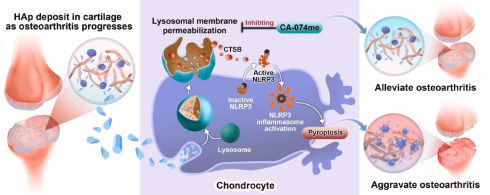 HAp deposit in cartilage
as osteoarthritis progresses
Lysosomal membrane
permeabilization
Inhibting
CA-074me
CTSB
Active
NLRP3
Inactive
NLRP3
NLRP3
inflammasome
activation
Lysosome
Pyroptosis
Chondrocyte
Alleviate osteoarthritis
Aggravate osteoarthritis